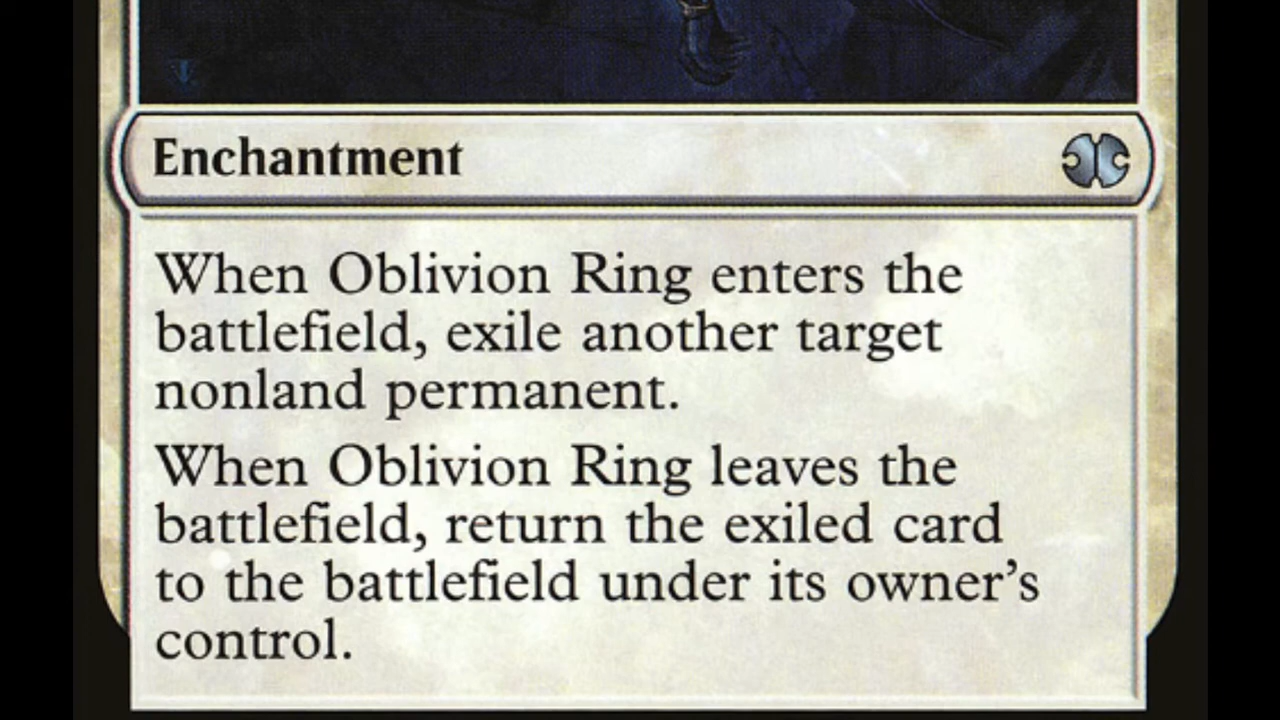 Enchantment
When Oblivion Ring enters the
battlefield, exile another target
nonland permanent.
When Oblivion Ring leaves the
battlefield, return the exiled card
to the battlefield under its owner’s
control.